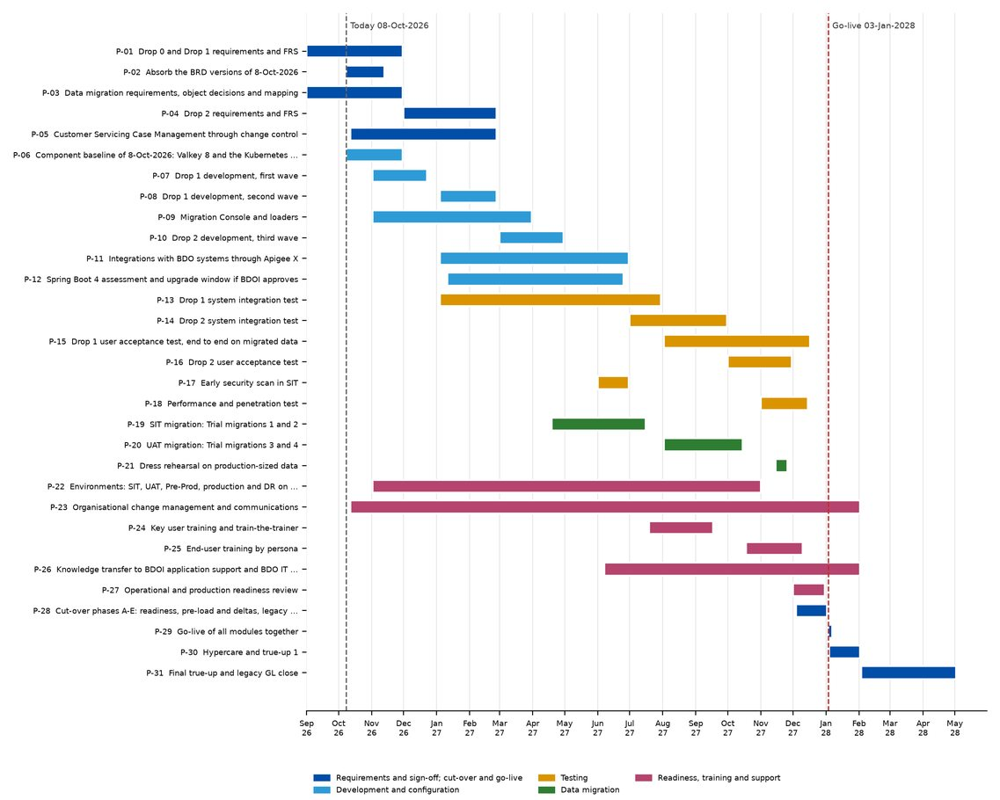 Today 08-Oct-2026
Go-live 03-Jan-2028
P-01 Drop 0 and Drop 1 requirements and FRS
P-02 Absorb the BRD versions of 8-Oct-2026
P-03 Data migration requirements, object decisions and mapping
P-04 Drop 2 requirements and FRS
P-05 Customer Servicing Case Management through change control
P-06 Component baseline of 8-Oct-2026: Valkey 8 and the Kubernetes ...
P-07 Drop 1 development, first wave
P-08 Drop 1 development, second wave
P-09 Migration Console and loaders
P-10 Drop 2 development, third wave
P-11 Integrations with BDO systems through Apigee X
P-12 Spring Boot 4 assessment and upgrade window if BDOI approves
P-13 Drop 1 system integration test
P-14 Drop 2 system integration test
P-15 Drop 1 user acceptance test, end to end on migrated data
P-16 Drop 2 user acceptance test
P-17 Early security scan in SIT
P-18 Performance and penetration test
P-19 SIT migration: Trial migrations 1 and 2
P-20 UAT migration: Trial migrations 3 and 4
P-21 Dress rehearsal on production-sized data
P-22 Environments: SIT, UAT, Pre-Prod, production and DR on ...
P-23 Organisational change management and communications
P-24 Key user training and train-the-trainer
P-25 End-user training by persona
P-26 Knowledge transfer to BDOI application support and BDO IT ...
P-27 Operational and production readiness review
P-28 Cut-over phases A-E: readiness, pre-load and deltas, legacy ...
P-29 Go-live of all modules together
P-30 Hypercare and true-up 1
P-31 Final true-up and legacy GL close
Sep Oct Nov Dec Jan Feb Mar Apr May Jun Jul Aug Sep Oct Nov Dec Jan Feb Mar Apr May
26 26 26 26 27 27 27 27 27 27 27 27 27 27 27 27 28 28 28 28 28
Requirements and sign-off; cut-over and go-live
Development and configuration
Testing
Data migration
Readiness, training and support